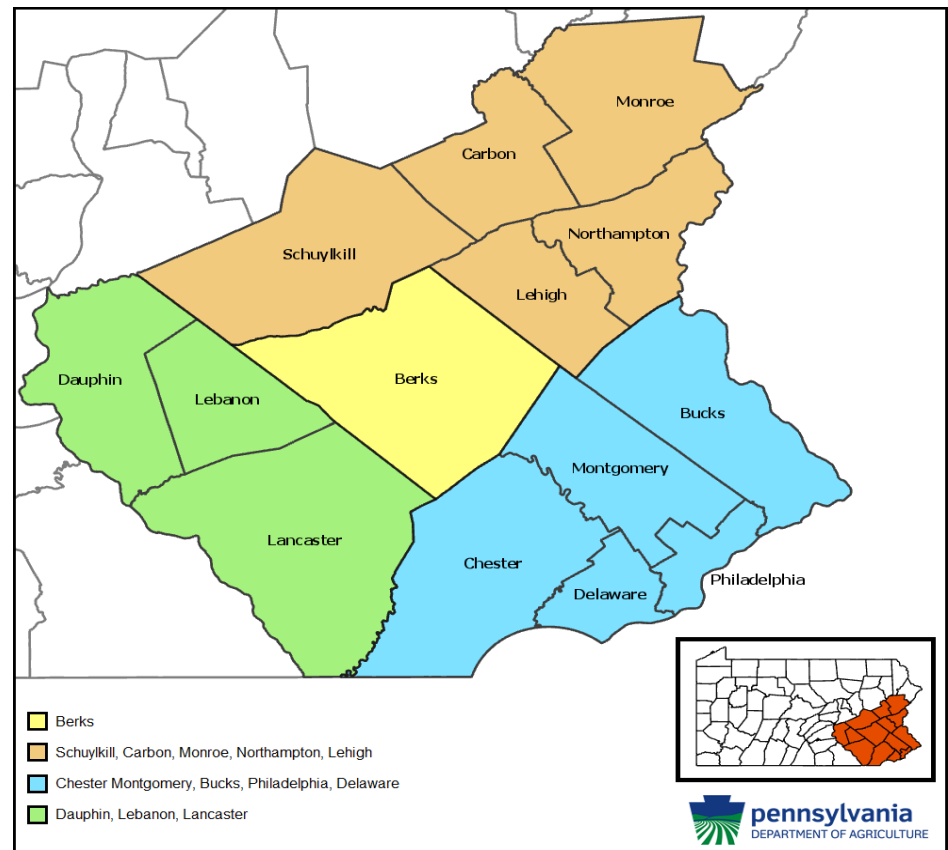 Monroe
Carbon
Northampton
Schuylkill
Lehigh
Dauphin
Lebanon
Berks
Bucks
Montgomery
Lancaster
Chester
Delaware
Philadelphia
Berks
Schuylkill, Carbon, Monroe, Northampton, Lehigh
Chester Montgomery, Bucks, Philadelphia, Delaware
Dauphin, Lebanon, Lancaster
pennsylvania
DEPARTMENT OF AGRICULTURE